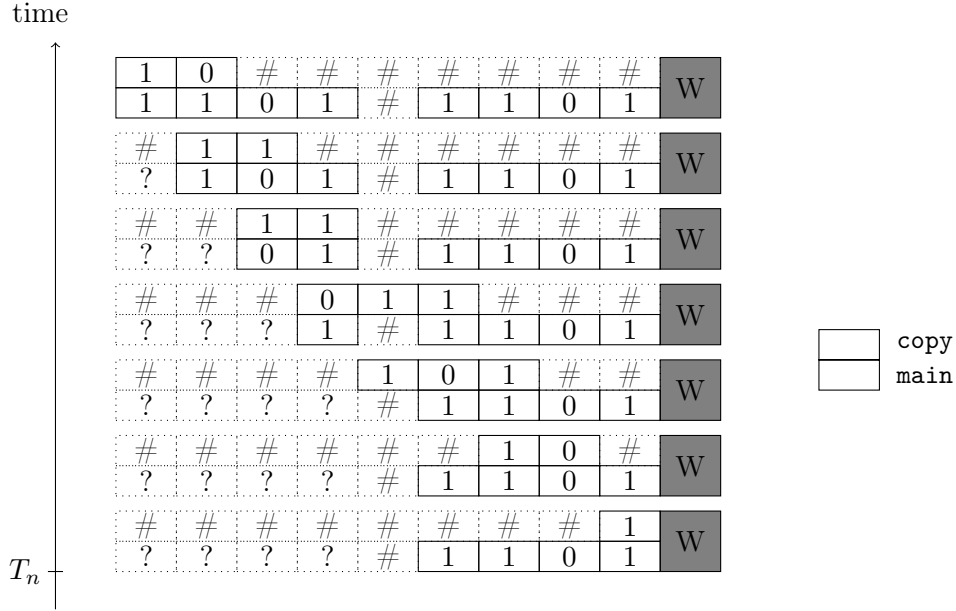 time
1 0 # # # # # # #
1 1 0 1 # 1 1 0 1 W
# 1 1 # # # # # #
? 1 0 1 # 1 1 0 1 W
# # 1 1 # # # # #
? ? 0 1 # 1 1 0 1 W
# # # 0 1 1 # # #
? ? ? 1 # 1 1 0 1 W
# # # # 1 0 1 # #
? ? ? ? # 1 1 0 1 W
# # # # # # 1 0 #
? ? ? ? # 1 1 0 1 W
# # # # # # # # 1
? ? ? ? # 1 1 0 1 W
Tₙ
copy
main